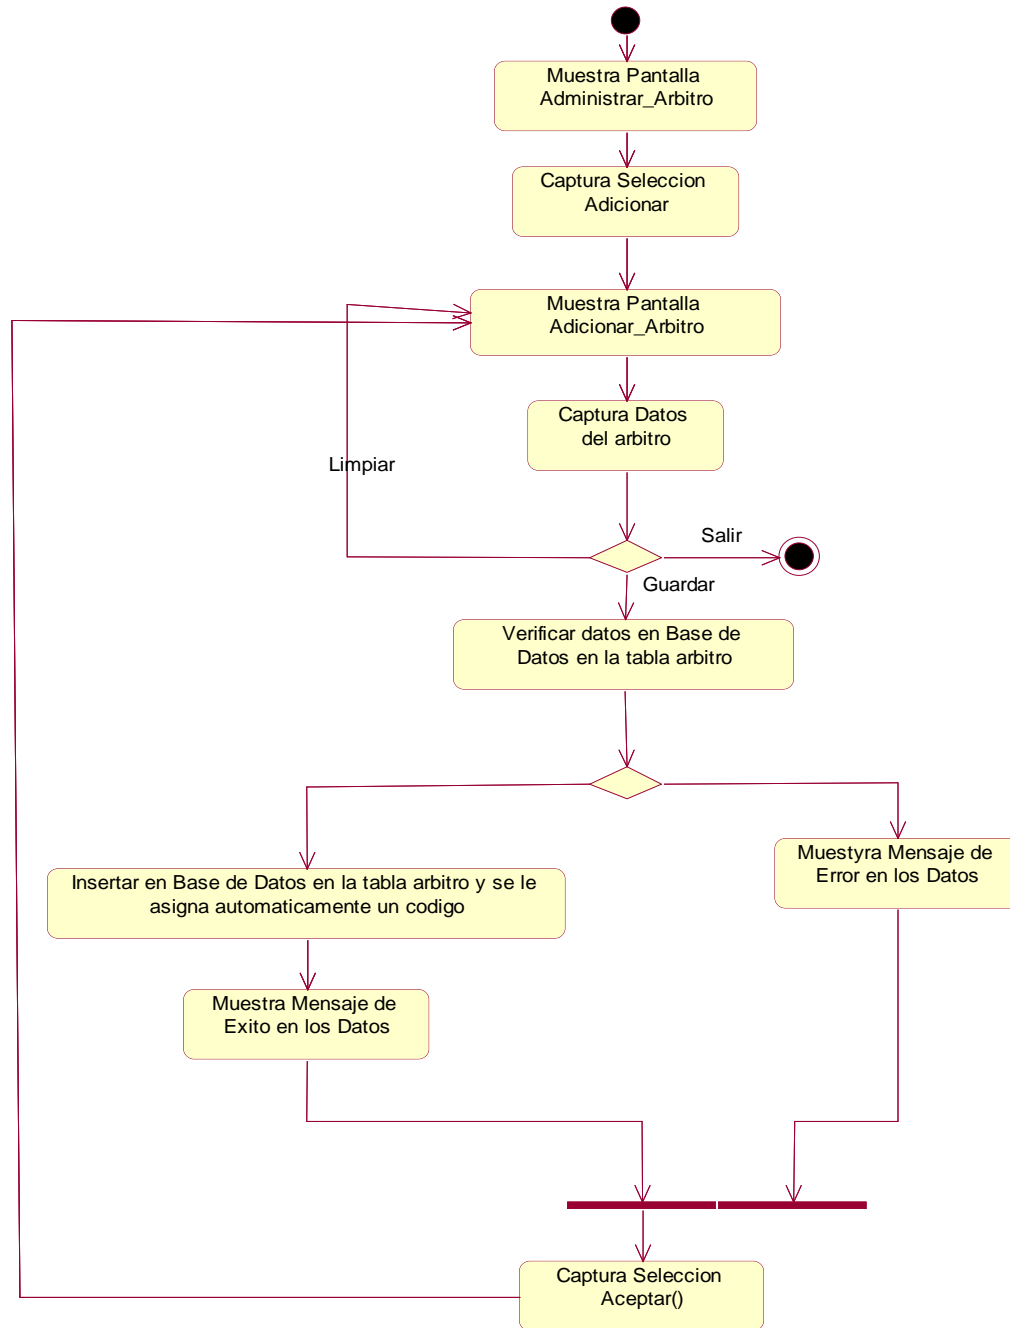 Muestra Pantalla
Administrar_Arbitro
Captura Seleccion
Adicionar
Muestra Pantalla
Adicionar_Arbitro
Captura Datos
del arbitro
Limpiar
Salir
Guardar
Verificar datos en Base de
Datos en la tabla arbitro
Muestyra Mensaje de
Error en los Datos
Insertar en Base de Datos en la tabla arbitro y se le
asigna automaticamente un codigo
Muestra Mensaje de
Exito en los Datos
Captura Seleccion
Aceptar()